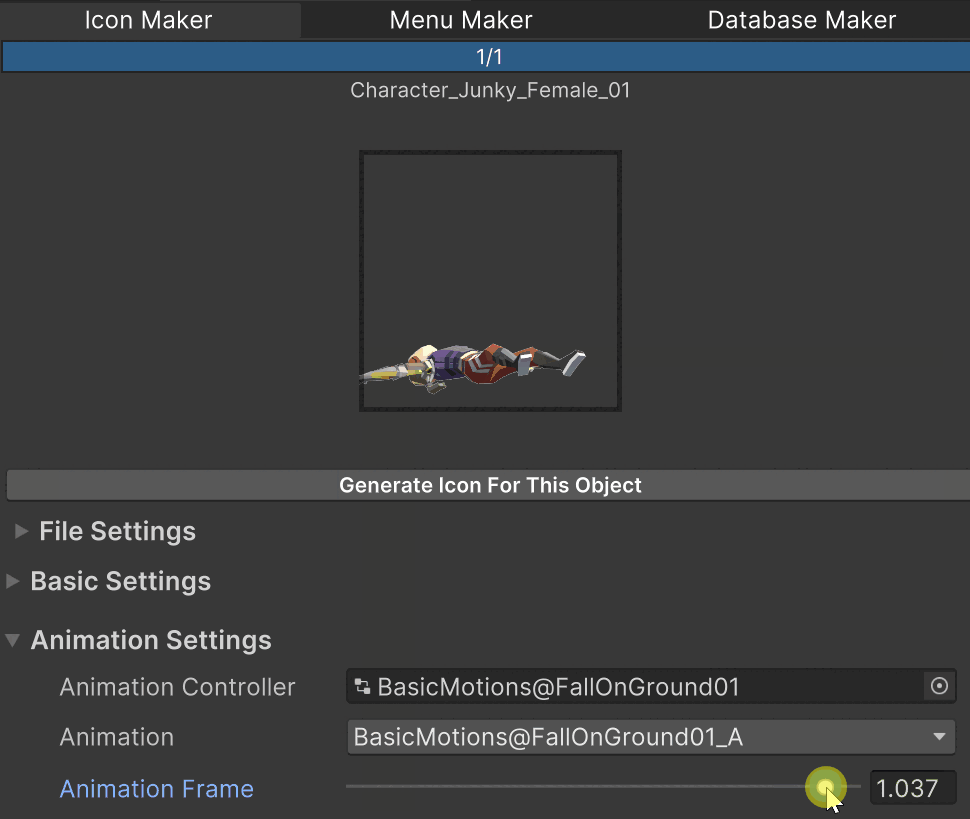 Icon Maker Menu Maker Database Maker
1/1
Character_Junky_Female_01
Generate Icon For This Object
File Settings
Basic Settings
Animation Settings
Animation Controller BasicMotions@FallOnGround01
Animation BasicMotions@FallOnGround01_A
Animation Frame 1.037